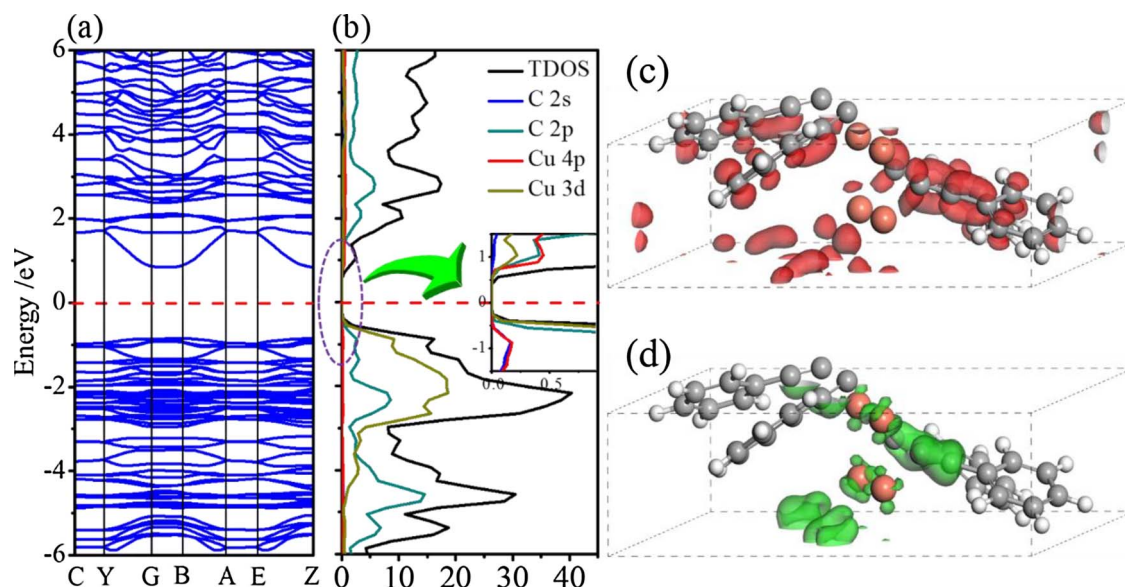 (a)
(b)
(c)
(d)
Energy /eV
6
4
2
0
-2
-4
-6
C Y G B A E Z
TDOS
C 2s
C 2p
Cu 4p
Cu 3d
1
0
-1
0.0 0.5
0 10 20 30 40